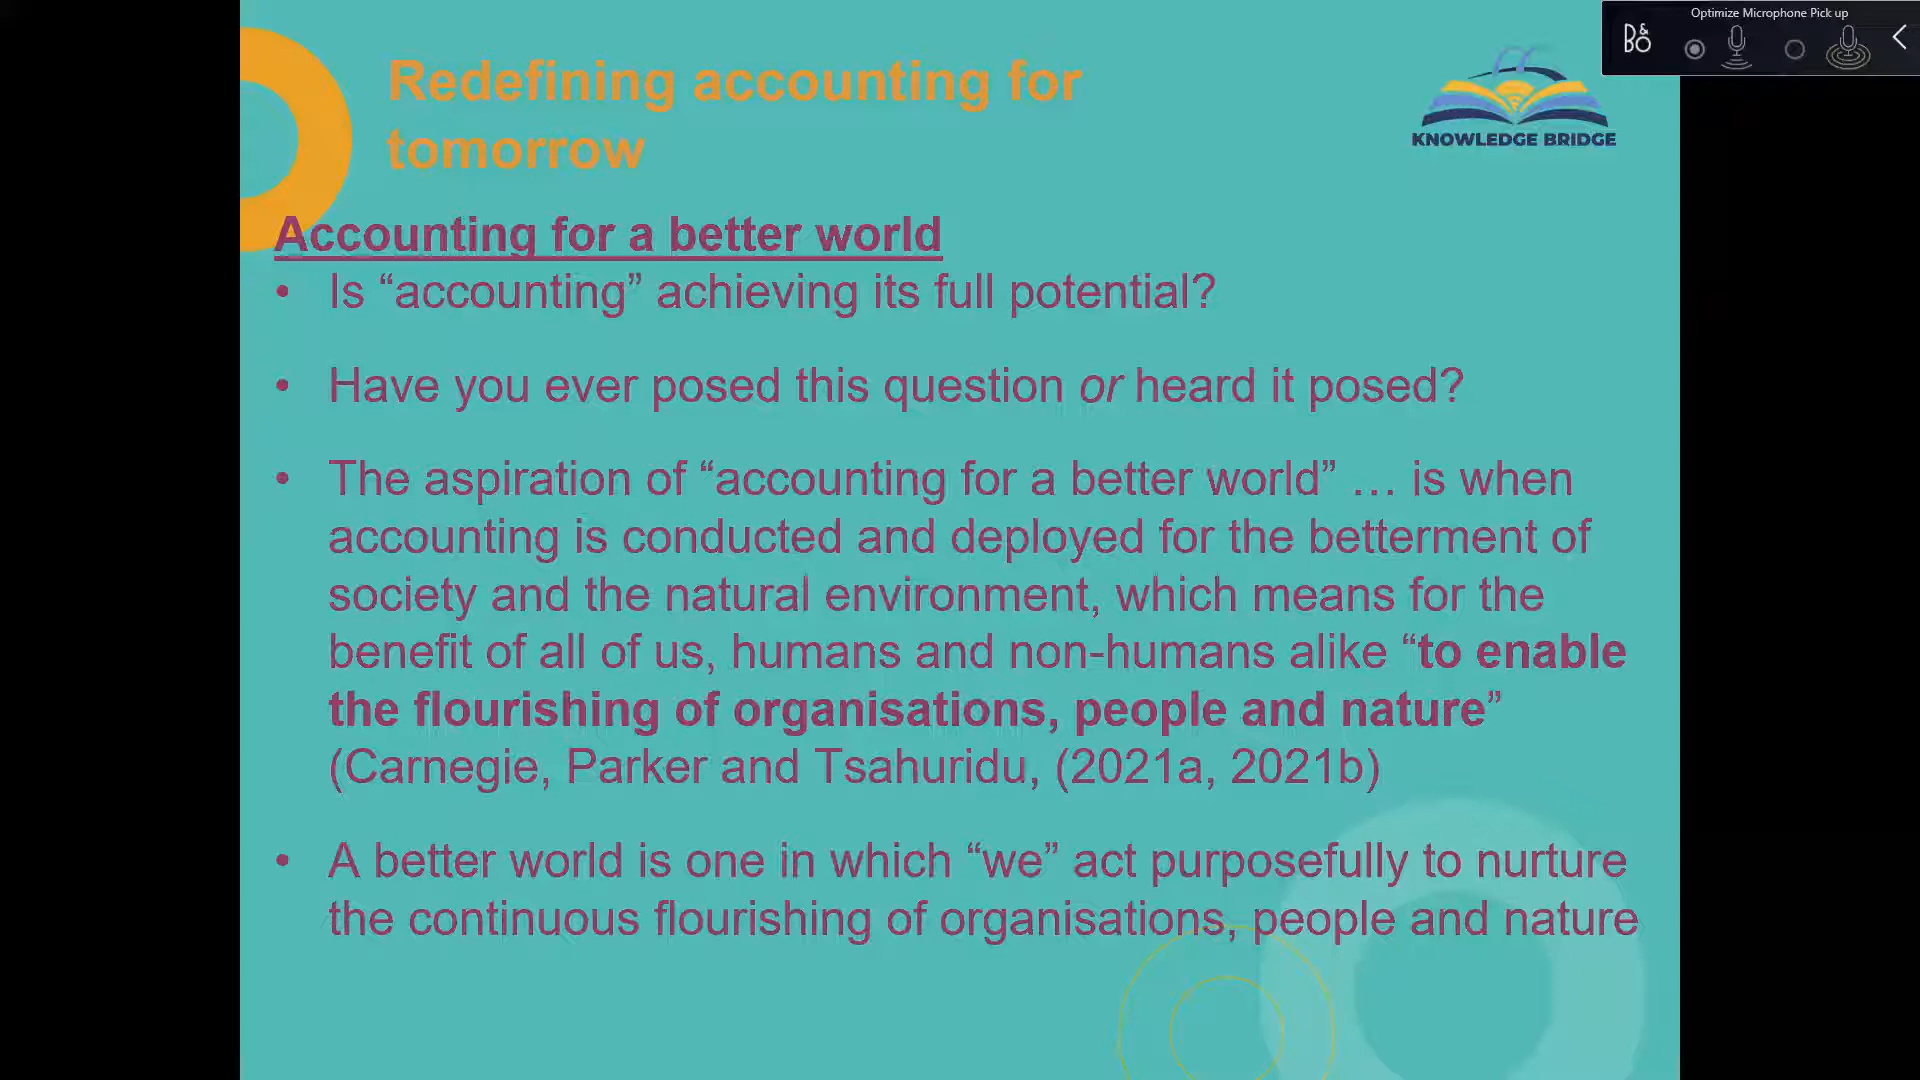 Optimize Microphone Pick up
B&O
Redefining accounting for
tomorrow
KNOWLEDGE BRIDGE
Accounting for a better world
• Is “accounting” achieving its full potential?
• Have you ever posed this question or heard it posed?
• The aspiration of “accounting for a better world” … is when
accounting is conducted and deployed for the betterment of
society and the natural environment, which means for the
benefit of all of us, humans and non-humans alike “to enable
the flourishing of organisations, people and nature”
(Carnegie, Parker and Tsahuridu, (2021a, 2021b)
• A better world is one in which “we” act purposefully to nurture
the continuous flourishing of organisations, people and nature